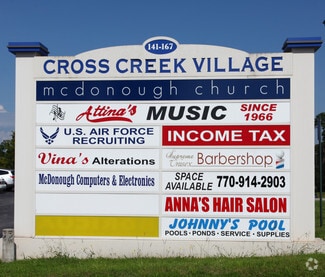 141-167
CROSS CREEK VILLAGE
mcdonough church
Attina's MUSIC SINCE 1966
U.S. AIR FORCE RECRUITING
INCOME TAX
Vina's Alterations
Supreme Barbershop
McDonough Computers & Electronics
SPACE AVAILABLE 770-914-2903
ANNA'S HAIR SALON
JOHNNY'S POOL
POOLS - PONDS - SERVICE - SUPPLIES